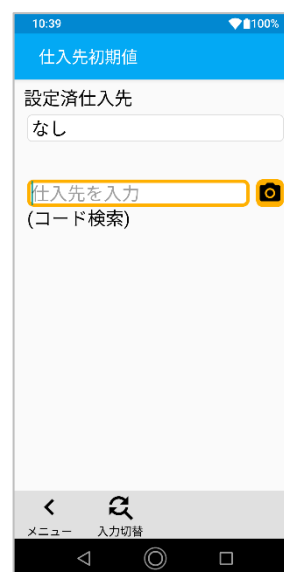 10:39 100%
仕入先初期値
設定済仕入先
なし
仕入先を入力
(コード検索)
メニュー 入力切替